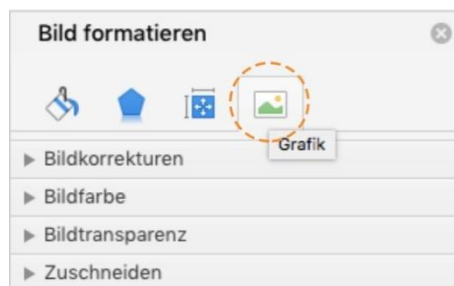 Bild formatieren
Grafik
Bildkorrekturen
Bildfarbe
Bildtransparenz
Zuschneiden